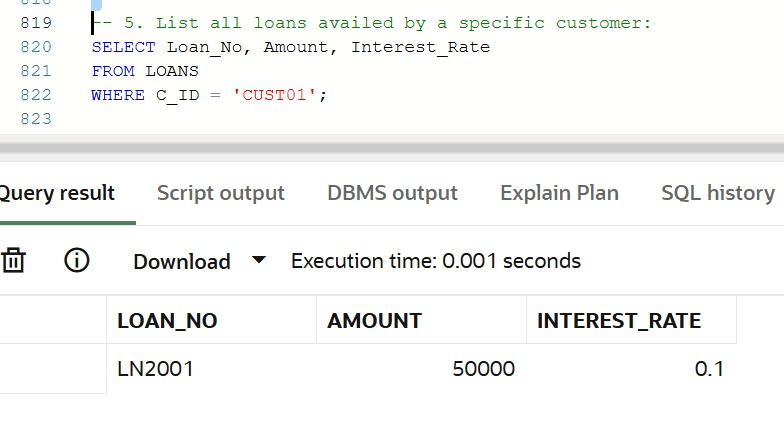 819 -- 5. List all loans availed by a specific customer:
820 SELECT Loan_No, Amount, Interest_Rate
821 FROM LOANS
822 WHERE C_ID = 'CUST01';
823
Query result Script output DBMS output Explain Plan SQL history
Download Execution time: 0.001 seconds
LOAN_NO AMOUNT INTEREST_RATE
LN2001 50000 0.1